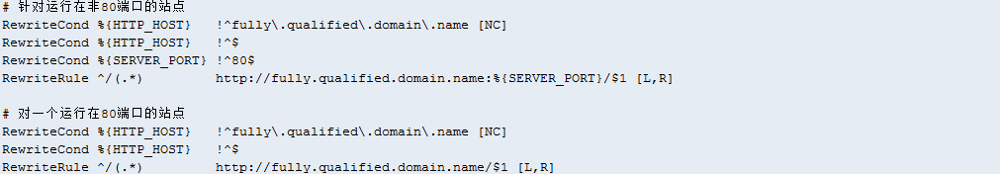 # 针对运行在非80端口的站点
RewriteCond %{HTTP_HOST}   !^fully\.qualified\.domain\.name [NC]
RewriteCond %{HTTP_HOST}   !^$
RewriteCond %{SERVER_PORT} !^80$
RewriteRule ^/(.*)         http://fully.qualified.domain.name:%{SERVER_PORT}/$1 [L,R]

# 对一个运行在80端口的站点
RewriteCond %{HTTP_HOST}   !^fully\.qualified\.domain\.name [NC]
RewriteCond %{HTTP_HOST}   !^$
RewriteRule ^/(.*)         http://fully.qualified.domain.name/$1 [L,R]